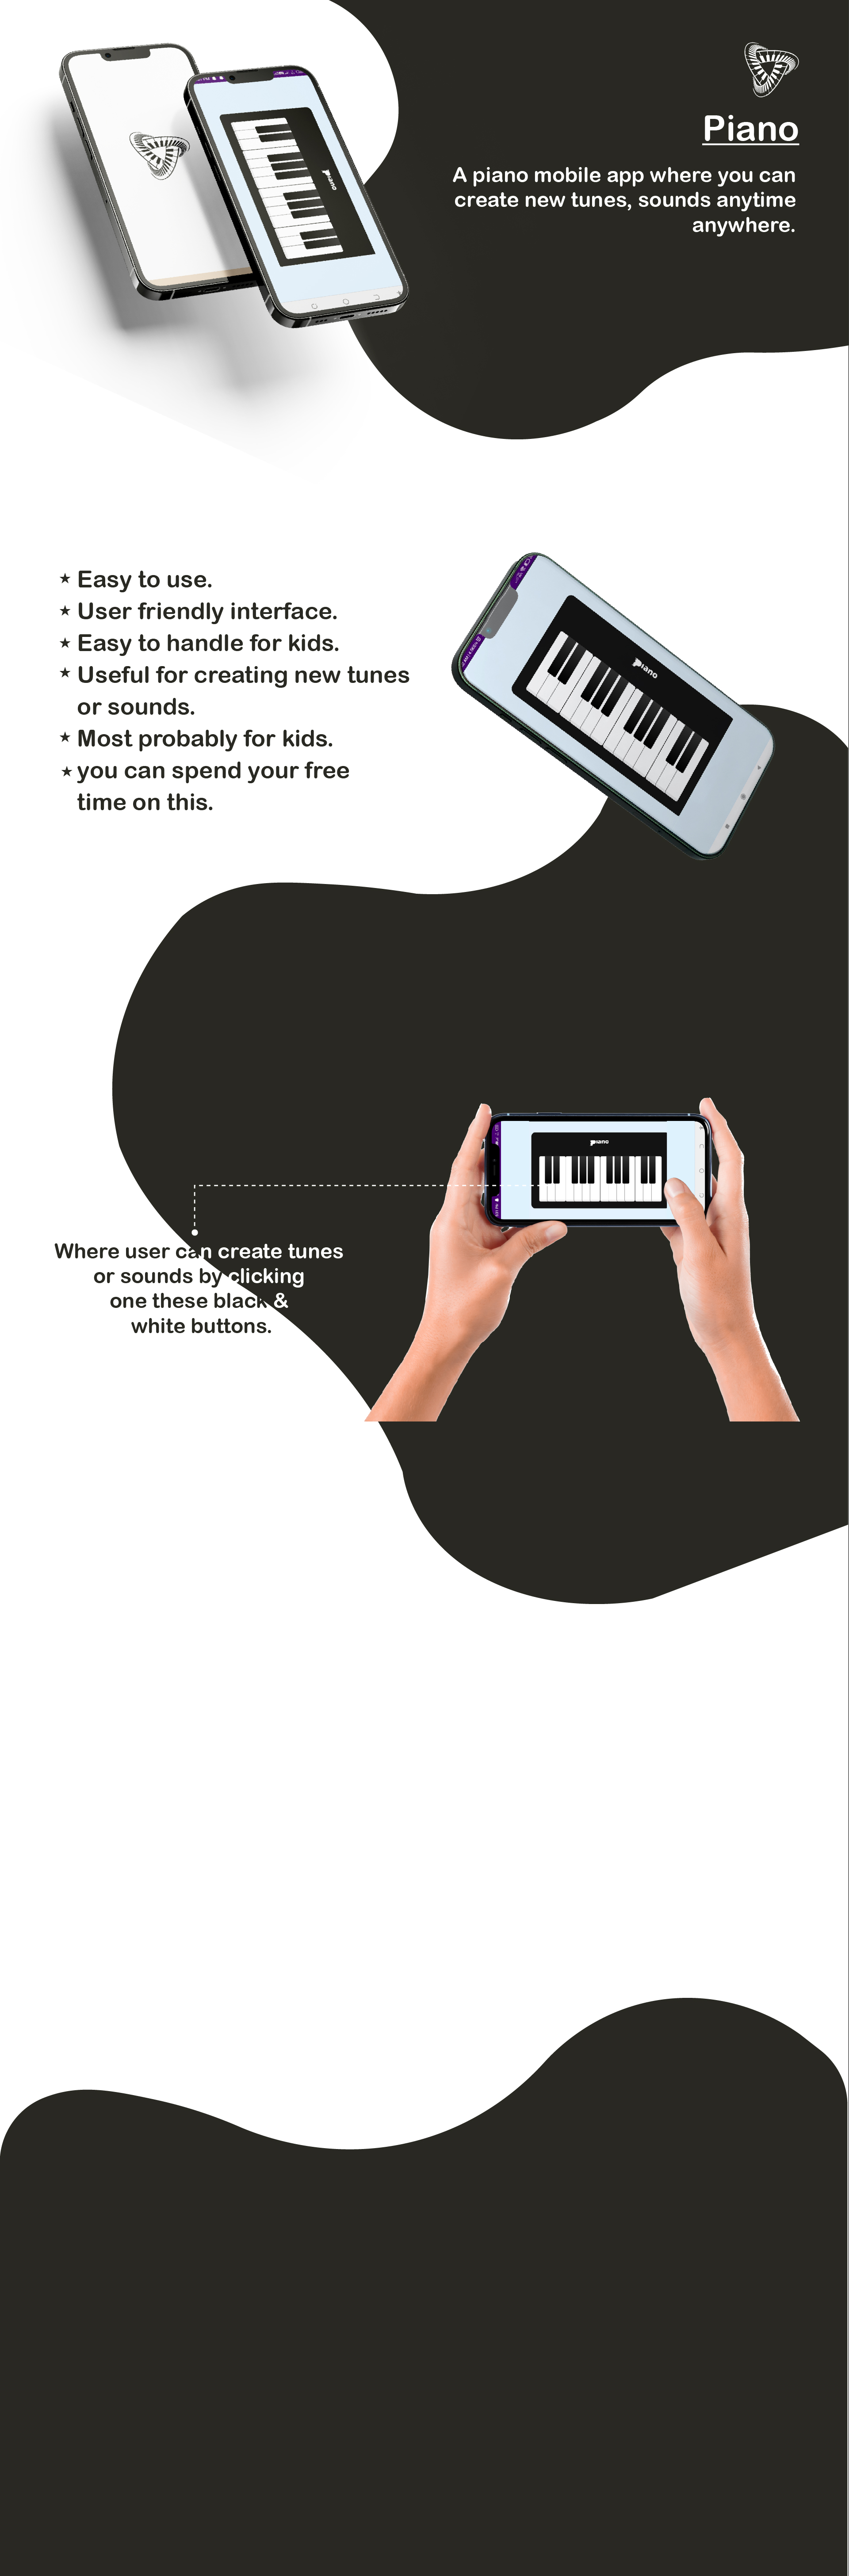 Piano
A piano mobile app where you can
create new tunes, sounds anytime
anywhere.
Piano
★ Easy to use.
★ User friendly interface.
★ Easy to handle for kids.
★ Useful for creating new tunes
or sounds.
★ Most probably for kids.
★ you can spend your free
time on this.
Piano
Piano
Where user can create tunes
or sounds by clicking
one these black &
white buttons.